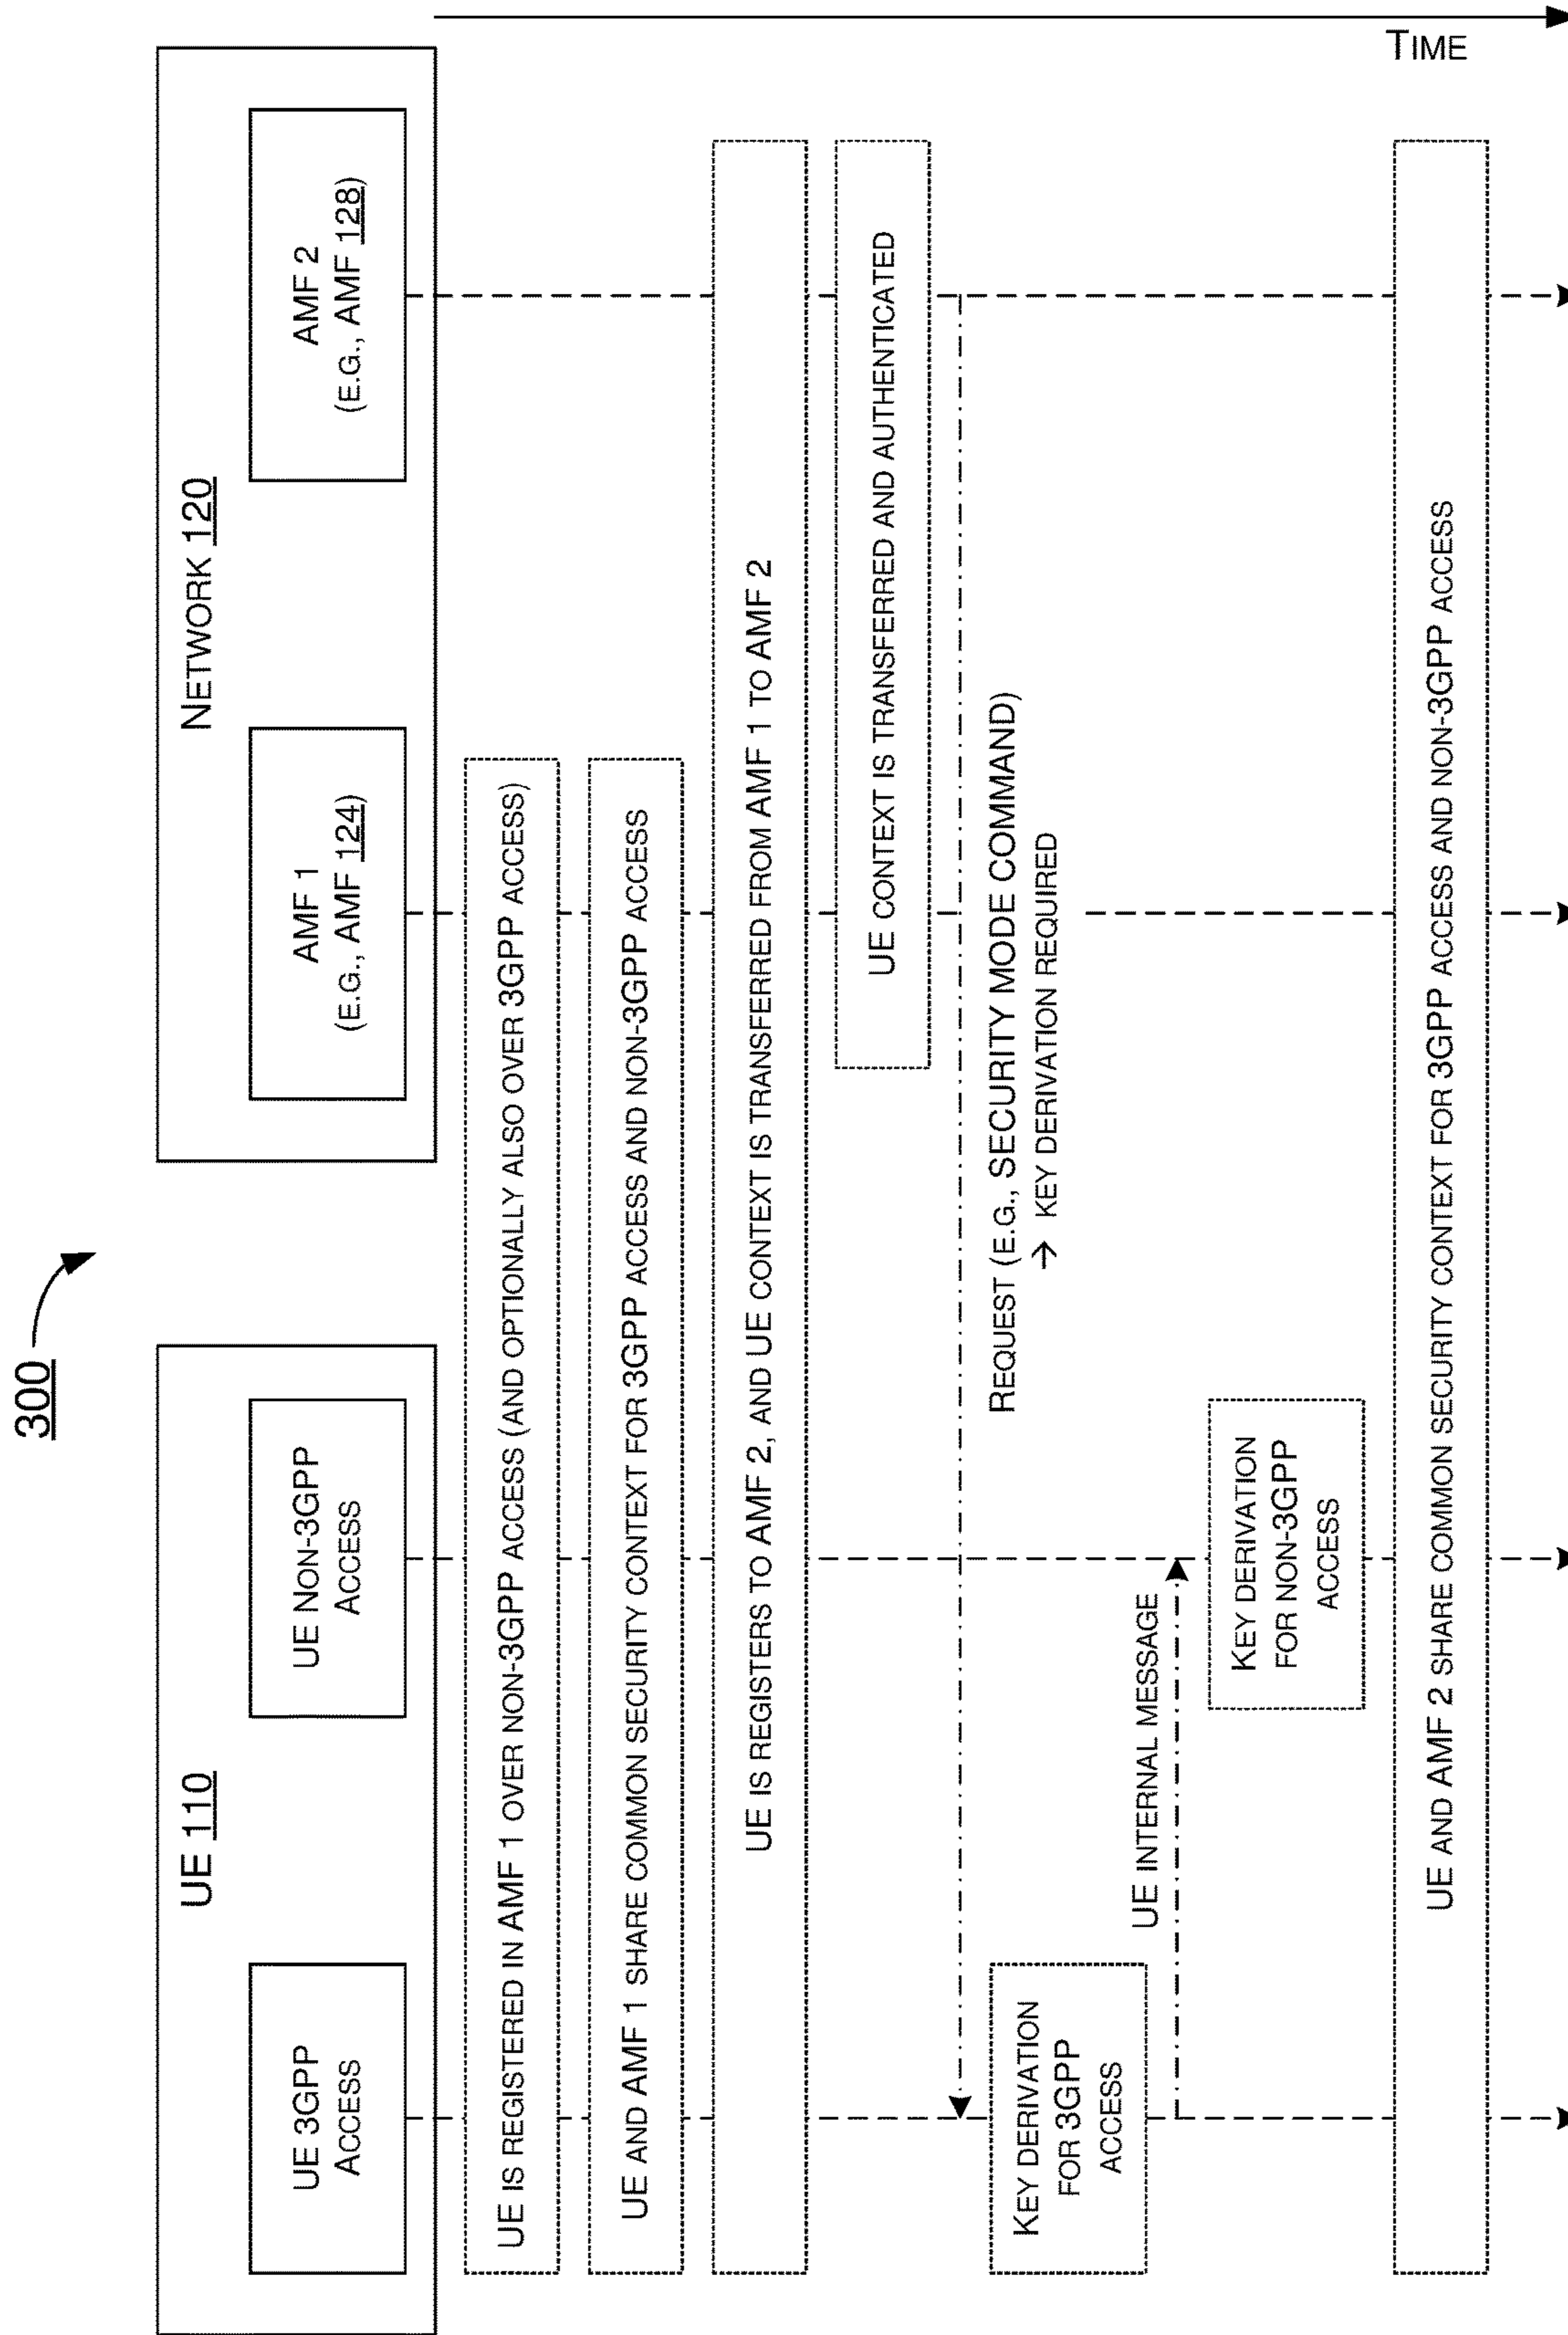 300
UE 110
UE 3GPP
ACCESS
UE NON-3GPP
ACCESS
NETWORK 120
AMF 1
(E.G., AMF 124)
AMF 2
(E.G., AMF 128)
UE IS REGISTERED IN AMF 1 OVER NON-3GPP ACCESS (AND OPTIONALLY ALSO OVER 3GPP ACCESS)
UE AND AMF 1 SHARE COMMON SECURITY CONTEXT FOR 3GPP ACCESS AND NON-3GPP ACCESS
UE IS REGISTERS TO AMF 2, AND UE CONTEXT IS TRANSFERRED FROM AMF 1 TO AMF 2
UE CONTEXT IS TRANSFERRED AND AUTHENTICATED
REQUEST (E.G., SECURITY MODE COMMAND)
→ KEY DERIVATION REQUIRED
KEY DERIVATION
FOR 3GPP
ACCESS
UE INTERNAL MESSAGE
KEY DERIVATION
FOR NON-3GPP
ACCESS
UE AND AMF 2 SHARE COMMON SECURITY CONTEXT FOR 3GPP ACCESS AND NON-3GPP ACCESS
TIME